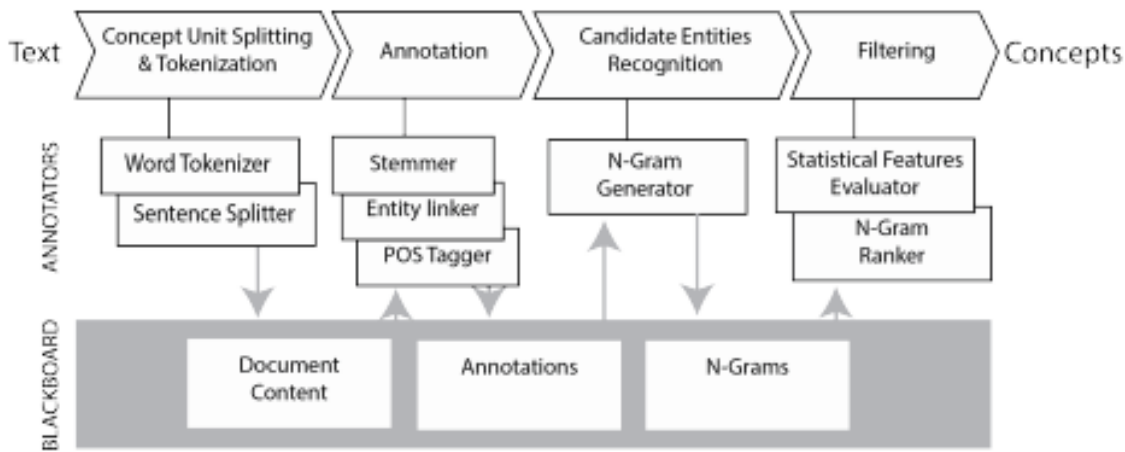 Text
Concept Unit Splitting
& Tokenization
Annotation
Candidate Entities
Recognition
Filtering
Concepts
ANNOTATORS
Word Tokenizer
Sentence Splitter
Stemmer
Entity linker
POS Tagger
N-Gram
Generator
Statistical Features
Evaluator
N-Gram
Ranker
BLACKBOARD
Document
Content
Annotations
N-Grams